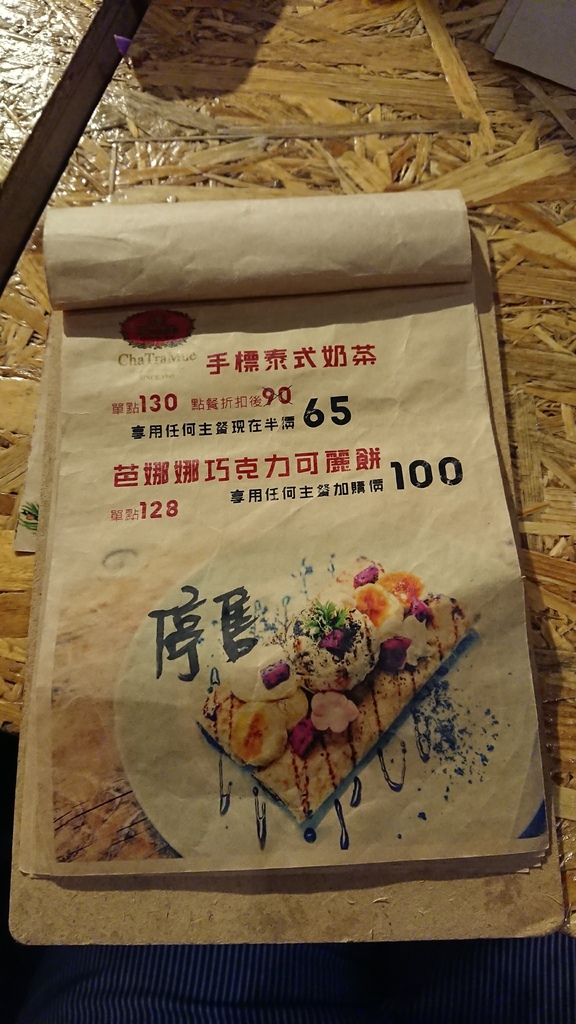 ChaTraMue 手標泰式奶茶
單點130 點餐折扣後90
享用任何主餐現在半價 65
芭娜娜巧克力可麗餅
單點128 享用任何主餐加購價 100
停售